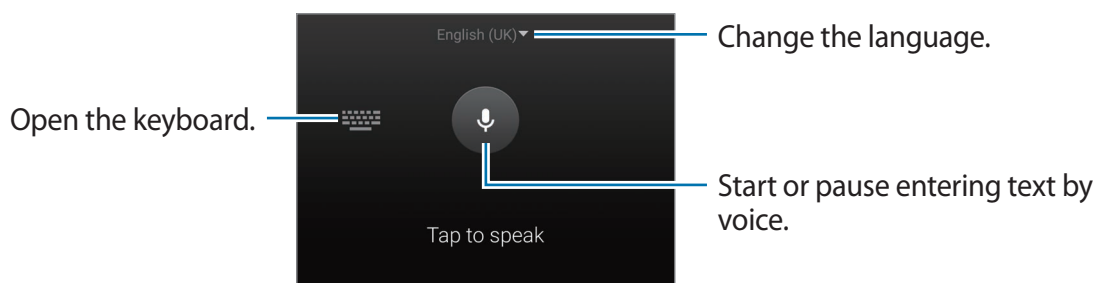 English (UK)
Change the language.
Open the keyboard.
Start or pause entering text by
voice.
Tap to speak